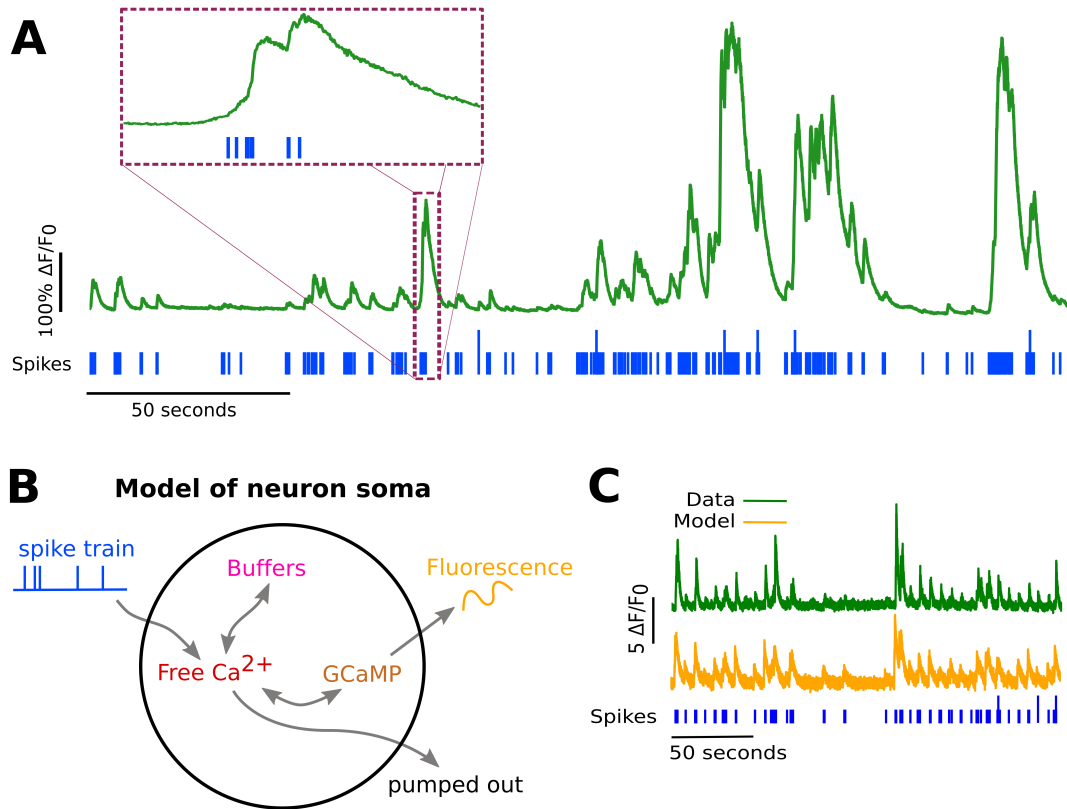 A
100% ΔF/F0
Spikes
50 seconds
B
Model of neuron soma
spike train
Buffers
Fluorescence
Free Ca2+
GCaMP
pumped out
C
Data
Model
5 ΔF/F0
Spikes
50 seconds